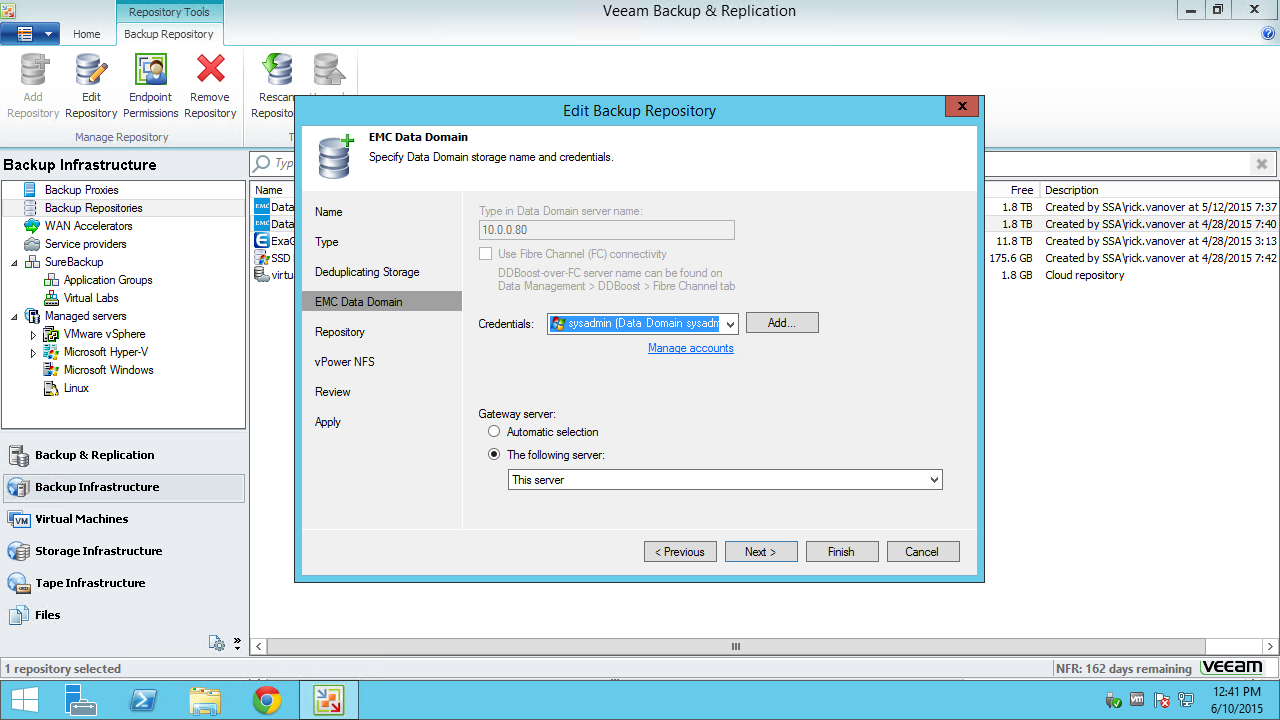 Repository Tools
Veeam Backup & Replication
Home
Backup Repository
Add Repository
Edit Repository
Endpoint Permissions
Remove Repository
Rescan
Manage Repository
Edit Backup Repository
EMC Data Domain
Specify Data Domain storage name and credentials.
Name
Type
Deduplicating Storage
EMC Data Domain
Repository
vPower NFS
Review
Apply
Type in Data Domain server name:
10.0.0.80
Use Fibre Channel (FC) connectivity
DDBoost-over-FC server name can be found on
Data Management > DDBoost > Fibre Channel tab
Credentials:
sysadmin (Data Domain sysadm
Add...
Manage accounts
Gateway server:
Automatic selection
The following server:
This server
< Previous
Next >
Finish
Cancel
Backup Infrastructure
Backup Proxies
Backup Repositories
WAN Accelerators
Service providers
SureBackup
Application Groups
Virtual Labs
Managed servers
VMware vSphere
Microsoft Hyper-V
Microsoft Windows
Linux
Backup & Replication
Backup Infrastructure
Virtual Machines
Storage Infrastructure
Tape Infrastructure
Files
Typ
Name
Free
Description
EMC Data
1.8 TB
Created by SSA\rick.vanover at 5/12/2015 7:37
EMC Data
1.8 TB
Created by SSA\rick.vanover at 4/28/2015 7:40
ExaG
11.8 TB
Created by SSA\rick.vanover at 4/28/2015 3:13
SSD
175.6 GB
Created by SSA\rick.vanover at 4/28/2015 7:42
virtu
1.8 GB
Cloud repository
1 repository selected
NFR: 162 days remaining
veeam
12:41 PM
6/10/2015